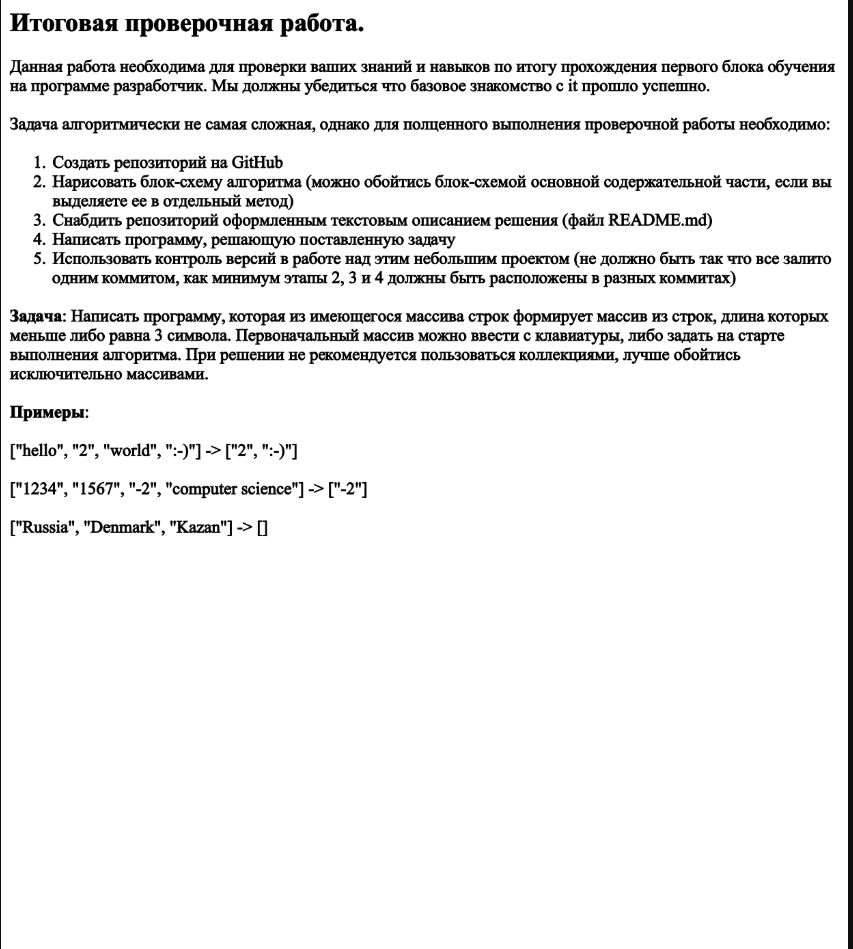 Итоговая проверочная работа.
Данная работа необходима для проверки ваших знаний и навыков по итогу прохождения первого блока обучения
на программе разработчик. Мы должны убедиться что базовое знакомство с it прошло успешно.
Задача алгоритмически не самая сложная, однако для полценного выполнения проверочной работы необходимо:
1. Создать репозиторий на GitHub
2. Нарисовать блок-схему алгоритма (можно обойтись блок-схемой основной содержательной части, если вы
выделяете ее в отдельный метод)
3. Снабдить репозиторий оформленным текстовым описанием решения (файл README.md)
4. Написать программу, решающую поставленную задачу
5. Использовать контроль версий в работе над этим небольшим проектом (не должно быть так что все залито
одним коммитом, как минимум этапы 2, 3 и 4 должны быть расположены в разных коммитах)
Задача: Написать программу, которая из имеющегося массива строк формирует массив из строк, длина которых
меньше либо равна 3 символа. Первоначальный массив можно ввести с клавиатуры, либо задать на старте
выполнения алгоритма. При решении не рекомендуется пользоваться коллекциями, лучше обойтись
исключительно массивами.
Примеры:
["hello", "2", "world", ":-)"] -> ["2", ":-)"]
["1234", "1567", "-2", "computer science"] -> ["-2"]
["Russia", "Denmark", "Kazan"] -> []